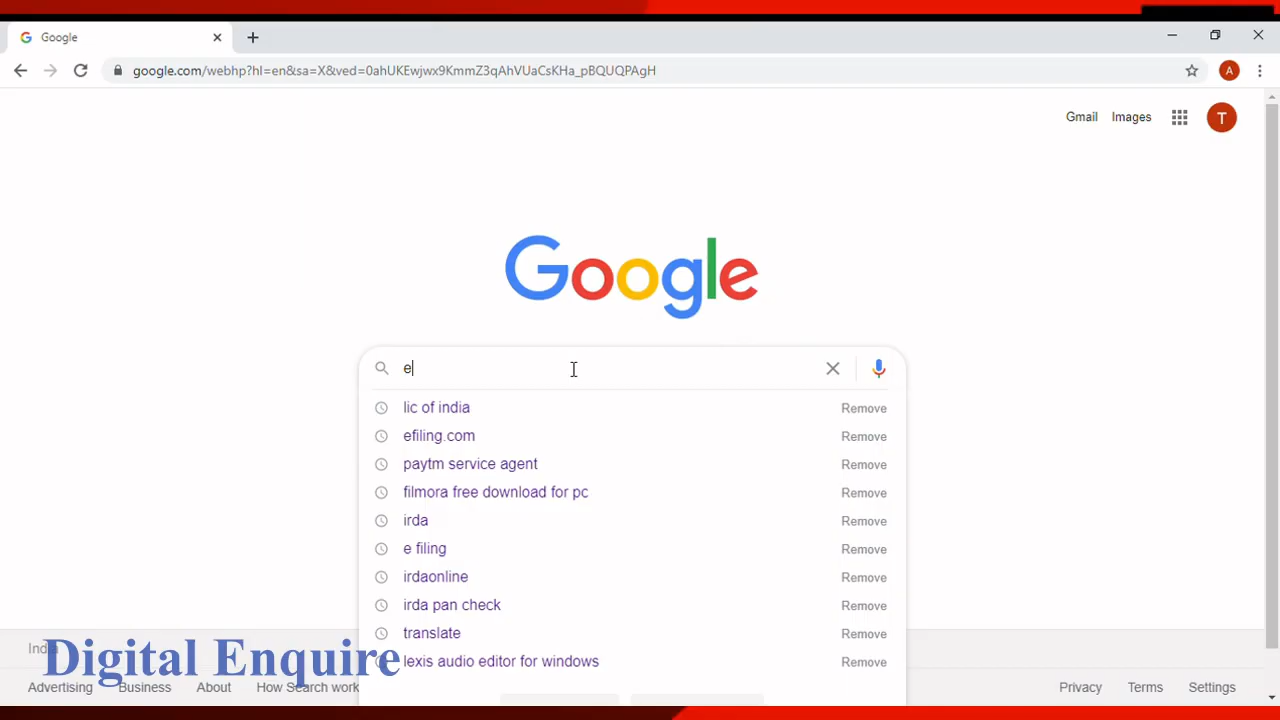 Google
google.com/webhp?hl=en&sa=X&ved=0ahUKEwjwx9KmmZ3qAhVUaCsKHa_pBQUQPAgH
A
Gmail Images T
Google
e
lic of india Remove
efiling.com Remove
paytm service agent Remove
filmora free download for pc Remove
irda Remove
e filing Remove
irdaonline Remove
irda pan check Remove
translate Remove
lexis audio editor for windows Remove
India
Digital Enquire
Advertising Business About How Search work Privacy Terms Settings